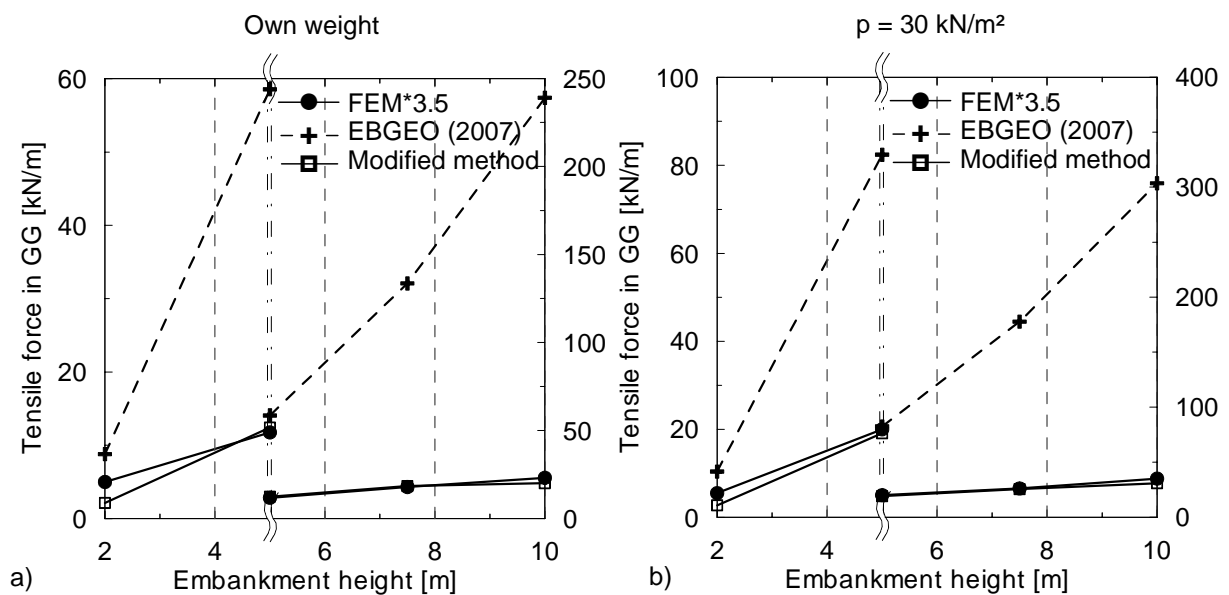 Own weight
60
40
20
0
250
200
150
100
50
0
FEM*3.5
EBGEO (2007)
Modified method
Tensile force in GG [kN/m]
2 4 6 8 10
Embankment height [m]
a)
p = 30 kN/m²
100
80
60
40
20
0
400
300
200
100
0
FEM*3.5
EBGEO (2007)
Modified method
Tensile force in GG [kN/m]
2 4 6 8 10
Embankment height [m]
b)